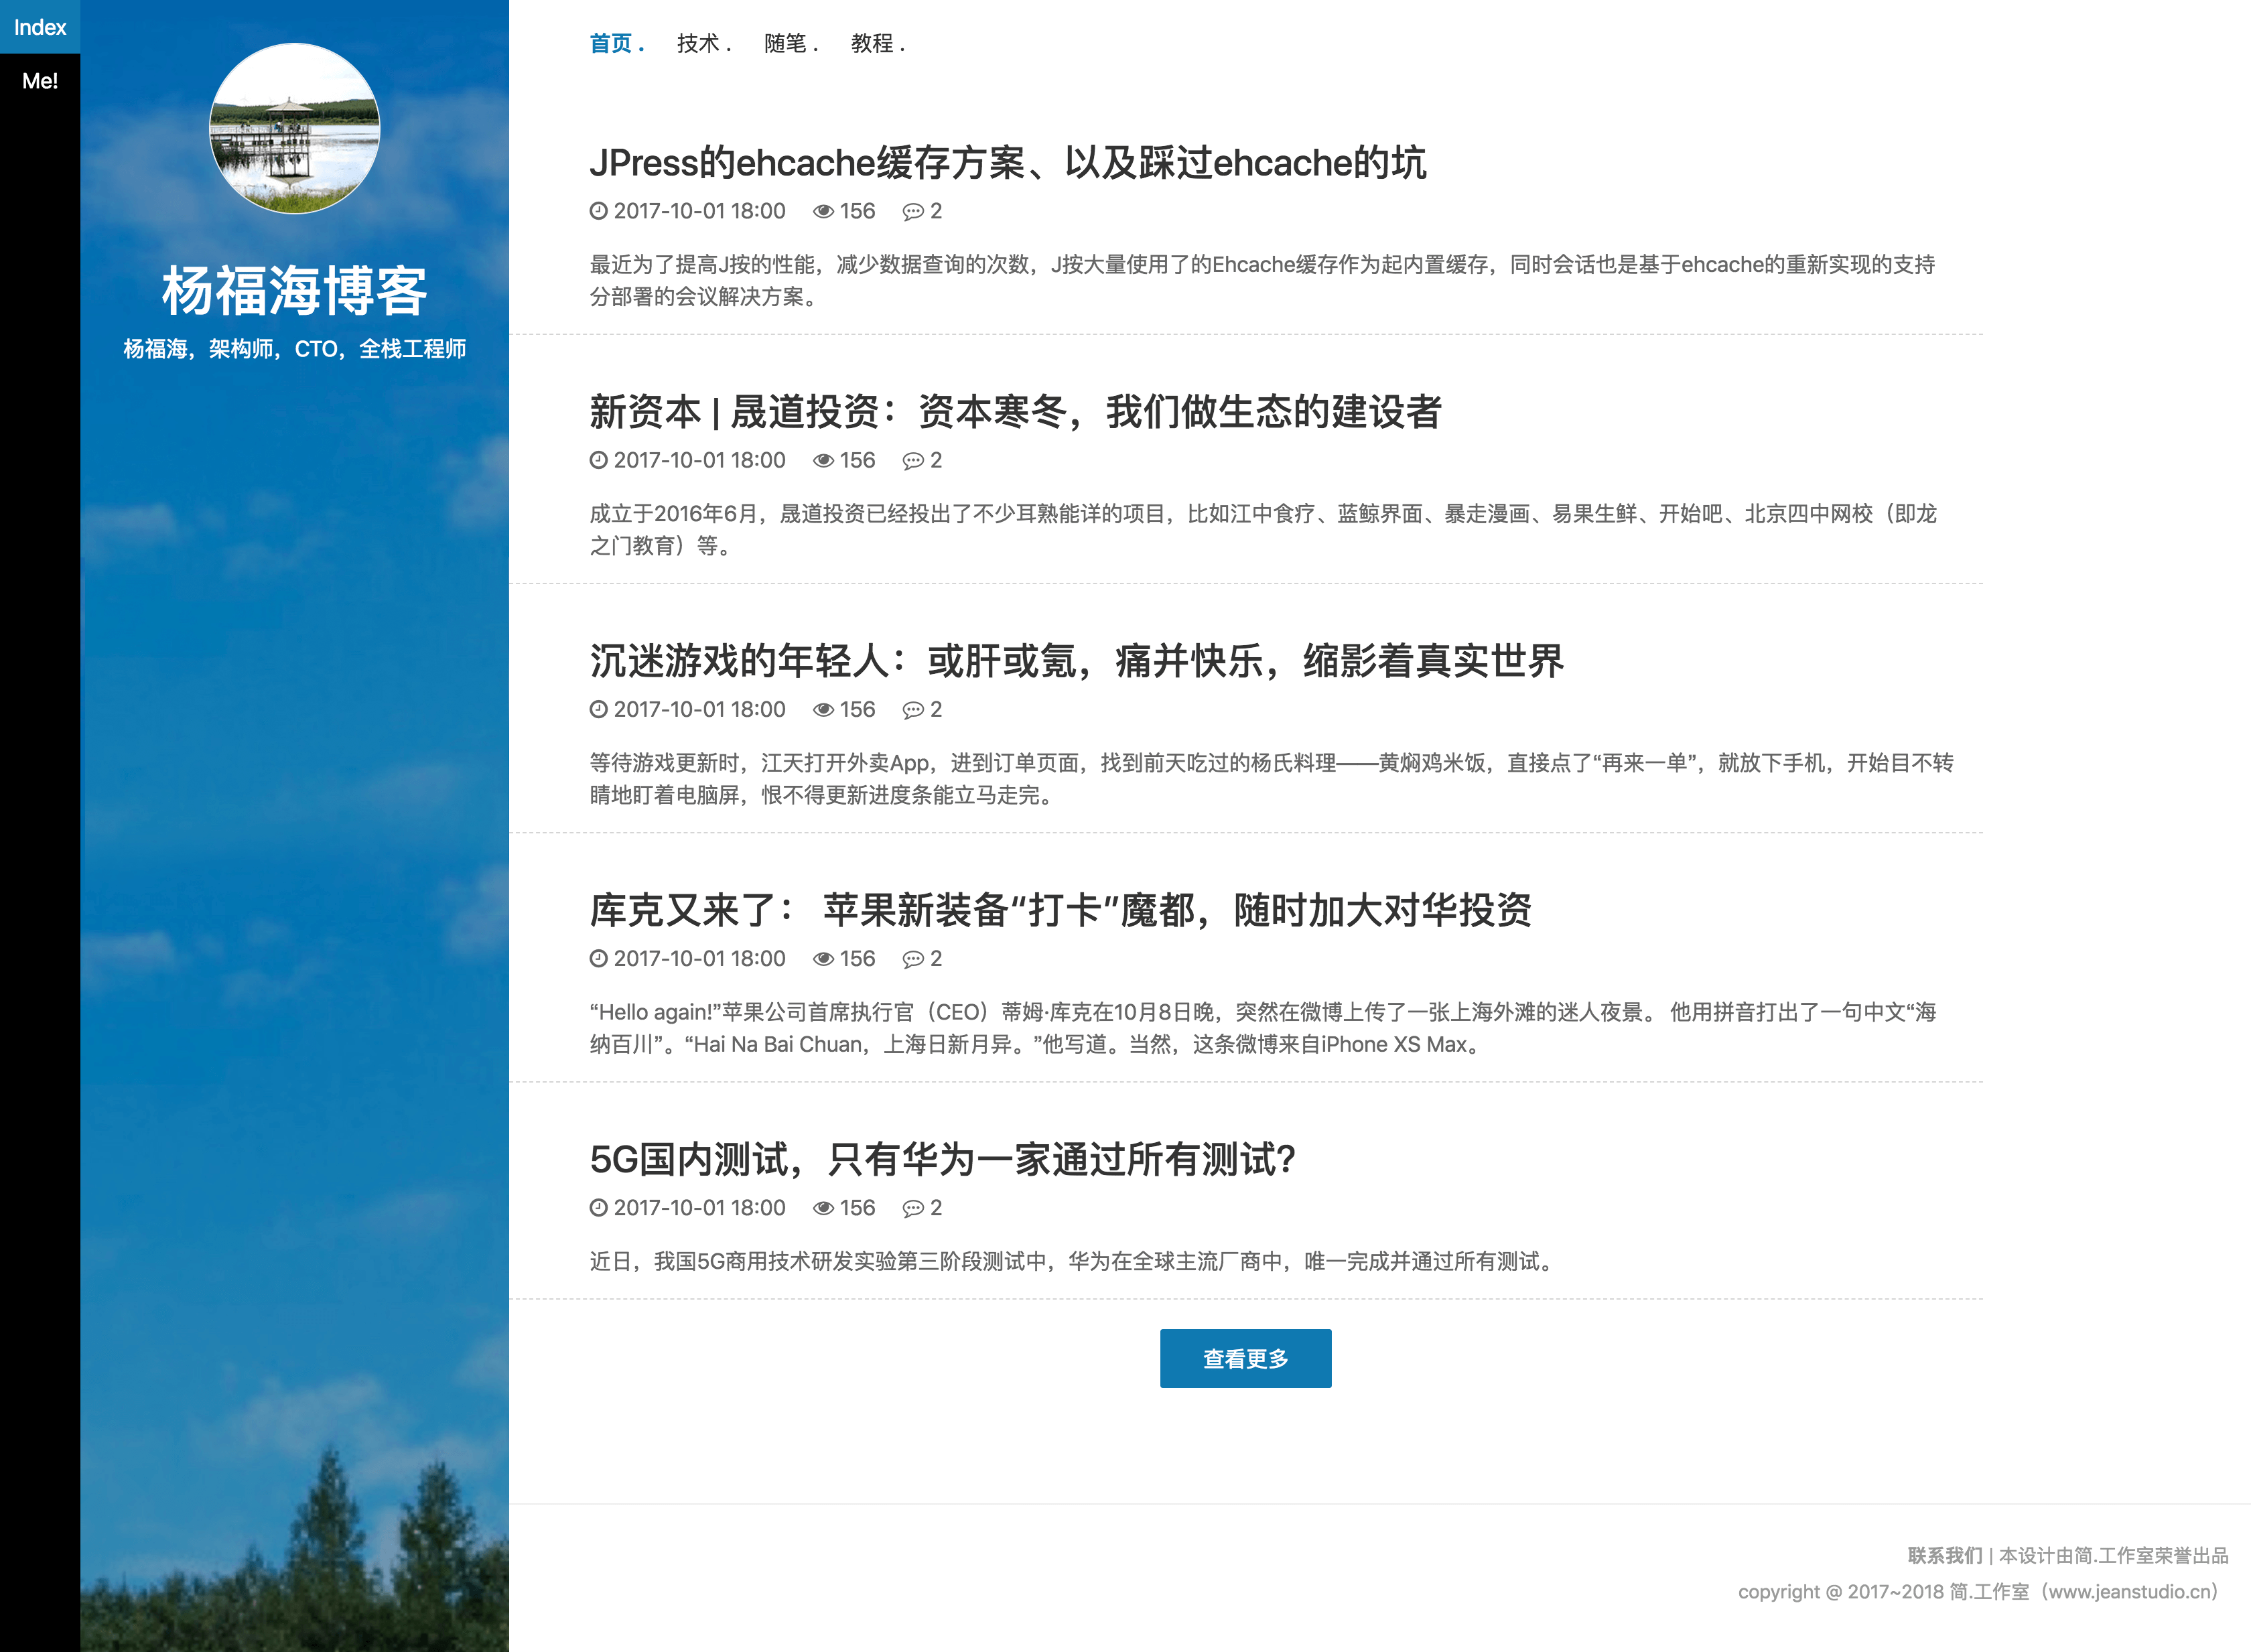 Index
Me!
杨福海博客
杨福海，架构师，CTO，全栈工程师
首页 . 技术 . 随笔 . 教程 .
JPress的ehcache缓存方案、以及踩过ehcache的坑
2017-10-01 18:00 156 2
最近为了提高J按的性能，减少数据查询的次数，J按大量使用了的Ehcache缓存作为起内置缓存，同时会话也是基于ehcache的重新实现的支持
分部署的会议解决方案。
新资本 | 晟道投资：资本寒冬，我们做生态的建设者
2017-10-01 18:00 156 2
成立于2016年6月，晟道投资已经投出了不少耳熟能详的项目，比如江中食疗、蓝鲸界面、暴走漫画、易果生鲜、开始吧、北京四中网校（即龙
之门教育）等。
沉迷游戏的年轻人：或肝或氪，痛并快乐，缩影着真实世界
2017-10-01 18:00 156 2
等待游戏更新时，江天打开外卖App，进到订单页面，找到前天吃过的杨氏料理——黄焖鸡米饭，直接点了“再来一单”，就放下手机，开始目不转
睛地盯着电脑屏，恨不得更新进度条能立马走完。
库克又来了： 苹果新装备“打卡”魔都，随时加大对华投资
2017-10-01 18:00 156 2
“Hello again!”苹果公司首席执行官（CEO）蒂姆·库克在10月8日晚，突然在微博上传了一张上海外滩的迷人夜景。 他用拼音打出了一句中文“海
纳百川”。“Hai Na Bai Chuan，上海日新月异。”他写道。当然，这条微博来自iPhone XS Max。
5G国内测试，只有华为一家通过所有测试?
2017-10-01 18:00 156 2
近日，我国5G商用技术研发实验第三阶段测试中，华为在全球主流厂商中，唯一完成并通过所有测试。
查看更多
联系我们 | 本设计由简.工作室荣誉出品
copyright @ 2017~2018 简.工作室（www.jeanstudio.cn）